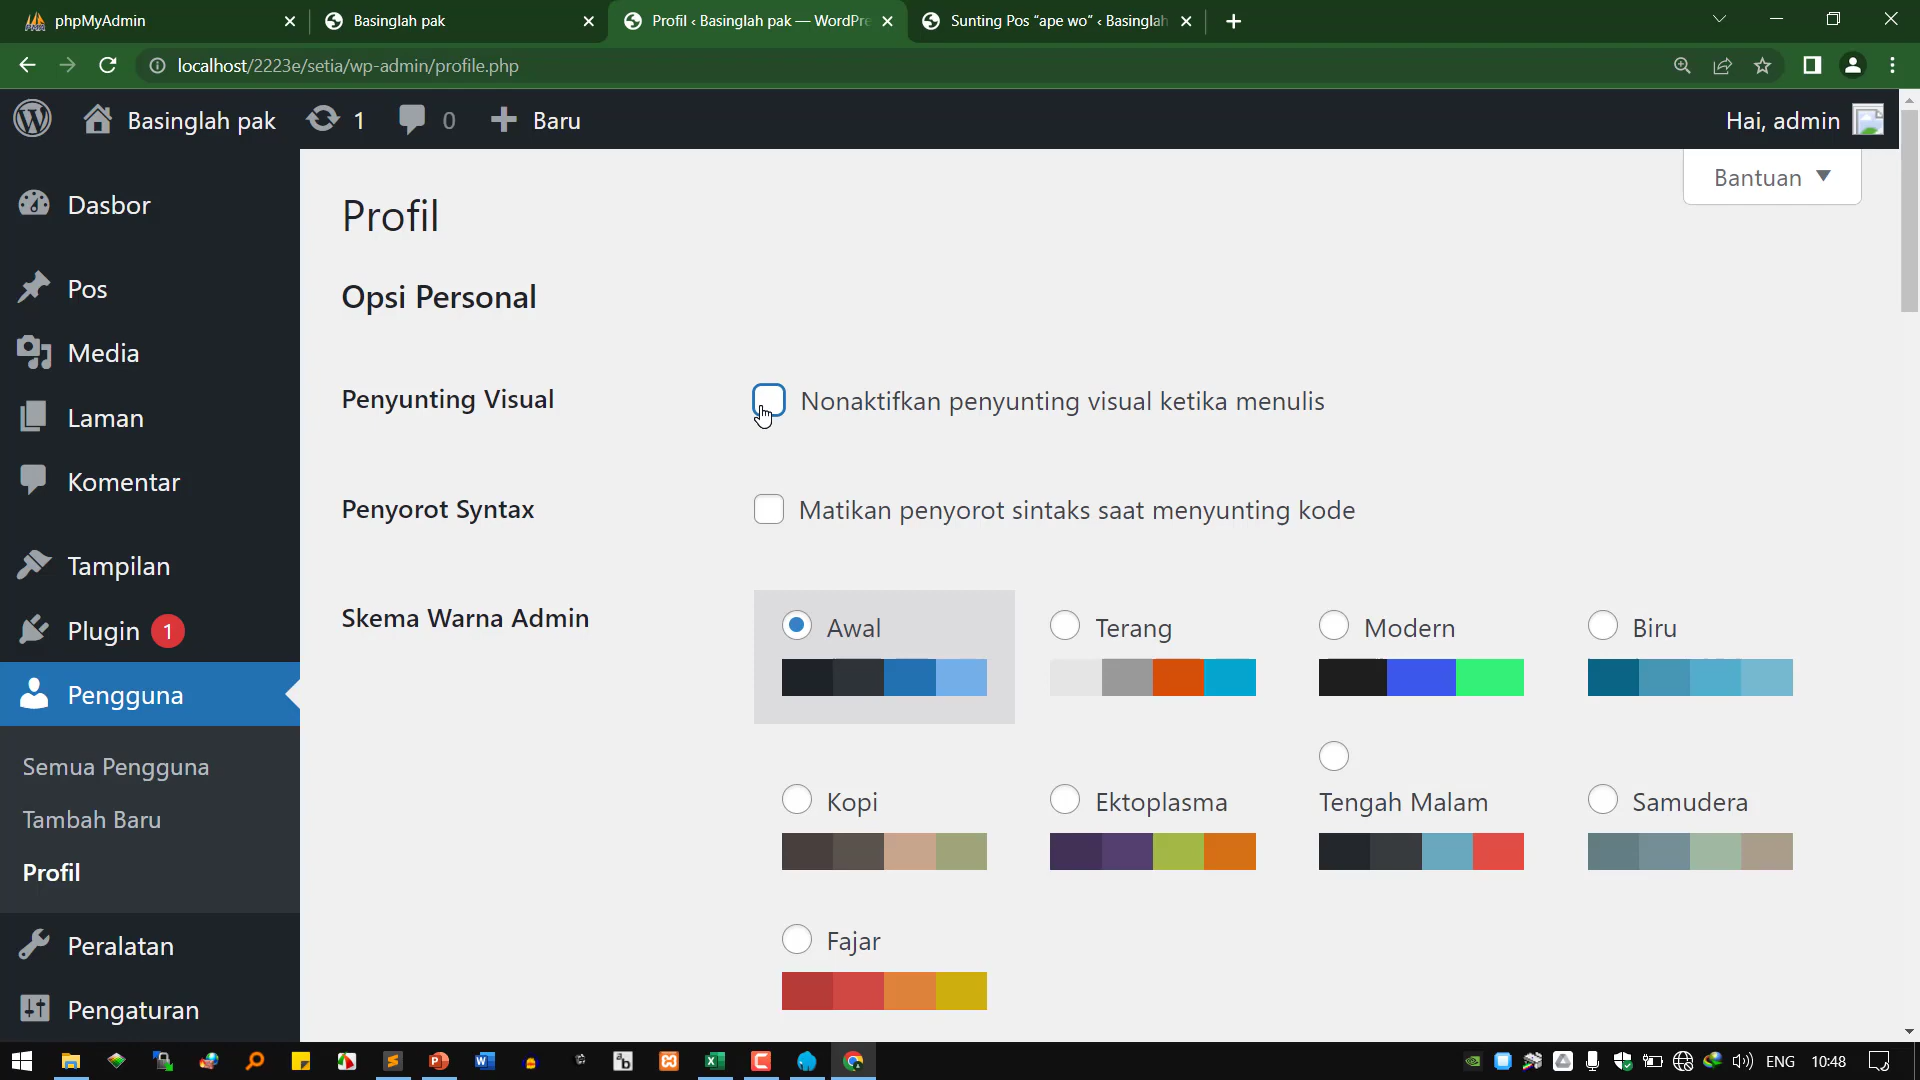 phpMyAdmin
Basinglah pak
Profil ‹ Basinglah pak — WordPre
Sunting Pos "ape wo" ‹ Basinglah
localhost/2223e/setia/wp-admin/profile.php
Basinglah pak
1
0
Baru
Hai, admin
Bantuan
Dasbor
Pos
Media
Laman
Komentar
Tampilan
Plugin 1
Pengguna
Semua Pengguna
Tambah Baru
Profil
Peralatan
Pengaturan
Profil
Opsi Personal
Penyunting Visual
Nonaktifkan penyunting visual ketika menulis
Penyorot Syntax
Matikan penyorot sintaks saat menyunting kode
Skema Warna Admin
Awal
Terang
Modern
Biru
Kopi
Ektoplasma
Tengah Malam
Samudera
Fajar
ENG
10:48